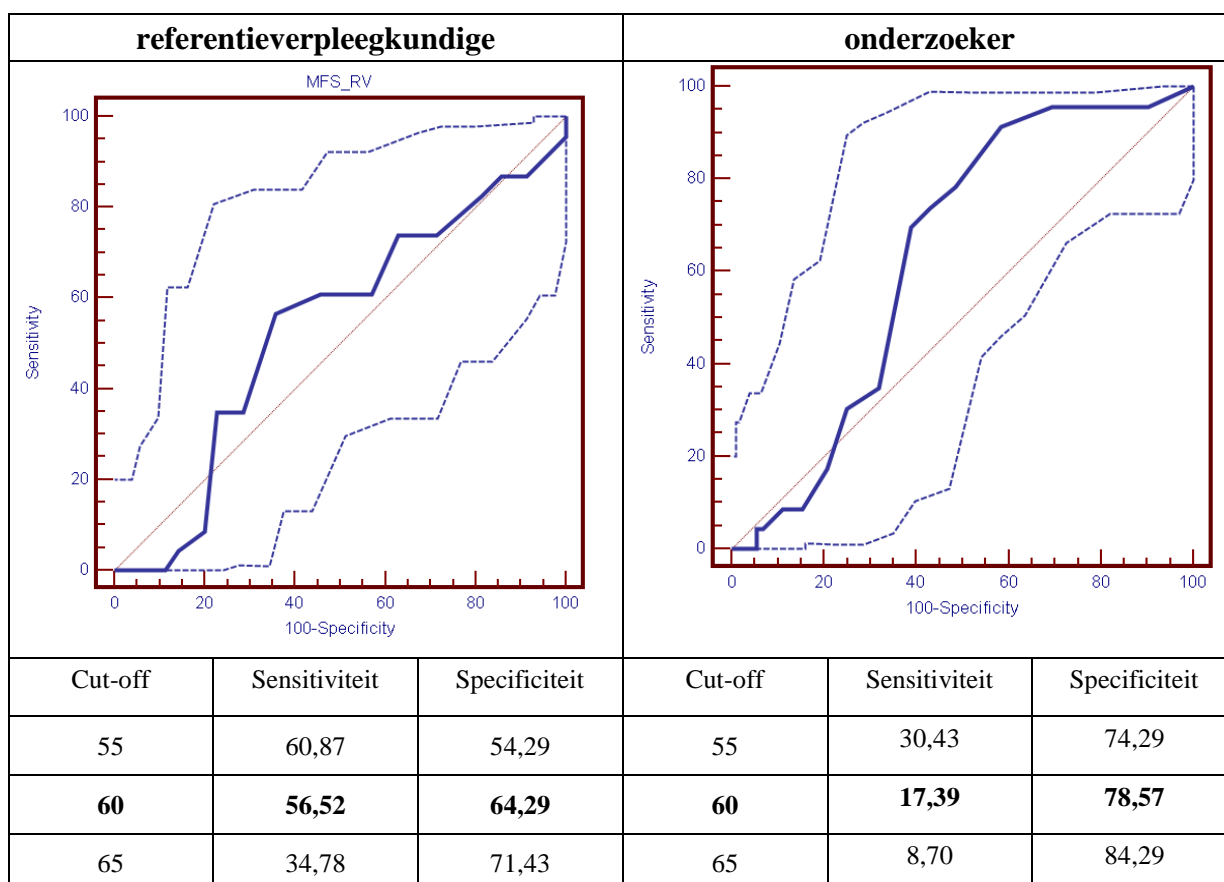 referentieverpleegkundige onderzoeker
MFS_RV
100
80
60
40
20
0
Sensitivity
0 20 40 60 80 100
100-Specificity
100
80
60
40
20
0
Sensitivity
0 20 40 60 80 100
100-Specificity
Cut-off Sensitiviteit Specificiteit Cut-off Sensitiviteit Specificiteit
55 60,87 54,29 55 30,43 74,29
60 56,52 64,29 60 17,39 78,57
65 34,78 71,43 65 8,70 84,29